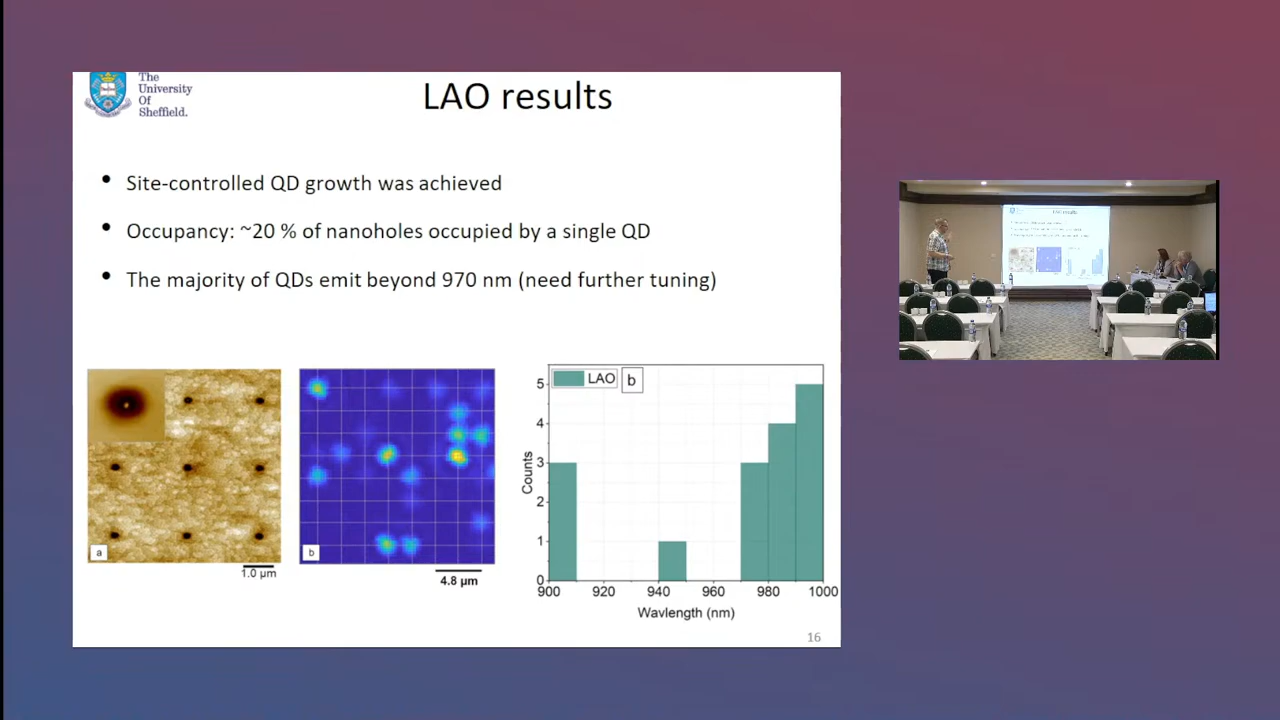 The
University
Of
Sheffield.
LAO results
• Site-controlled QD growth was achieved
• Occupancy: ~20 % of nanoholes occupied by a single QD
• The majority of QDs emit beyond 970 nm (need further tuning)
a
1.0 μm
b
4.8 μm
LAO b
Counts
5
4
3
2
1
0
900 920 940 960 980 1000
Wavlength (nm)
16
LAO results